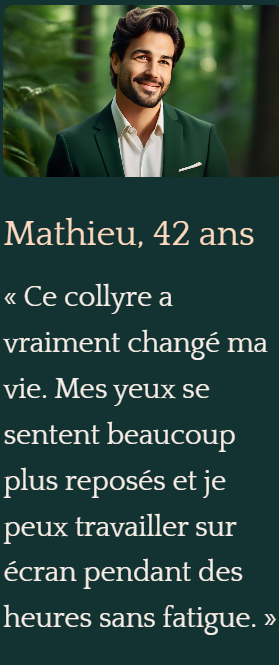 Mathieu, 42 ans
« Ce collyre a
vraiment changé ma
vie. Mes yeux se
sentent beaucoup
plus reposés et je
peux travailler sur
écran pendant des
heures sans fatigue. »